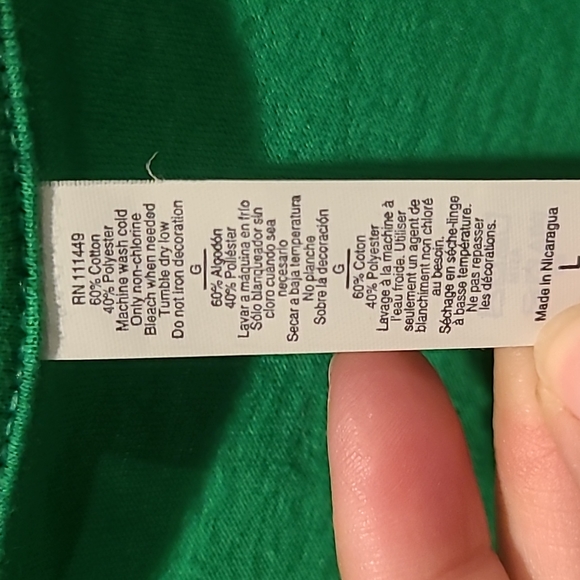 RN 111449
60% Cotton
40% Polyester
Machine wash cold
Only non-chlorine
Bleach when needed
Tumble dry low
Do not iron decoration
G
60% Algodón
40% Poliéster
Lavar a máquina en frío
Sólo blanqueador sin
cloro cuando sea
necesario
Secar a baja temperatura
No planche
Sobre la decoración
G
60% Coton
40% Polyester
Lavage à la machine à
l'eau froide. Utiliser
seulement un agent de
blanchiment non chloré
au besoin.
Séchage en sèche-linge
à basse température.
Ne pas repasser
les décorations.
Made in Nicaragua
L